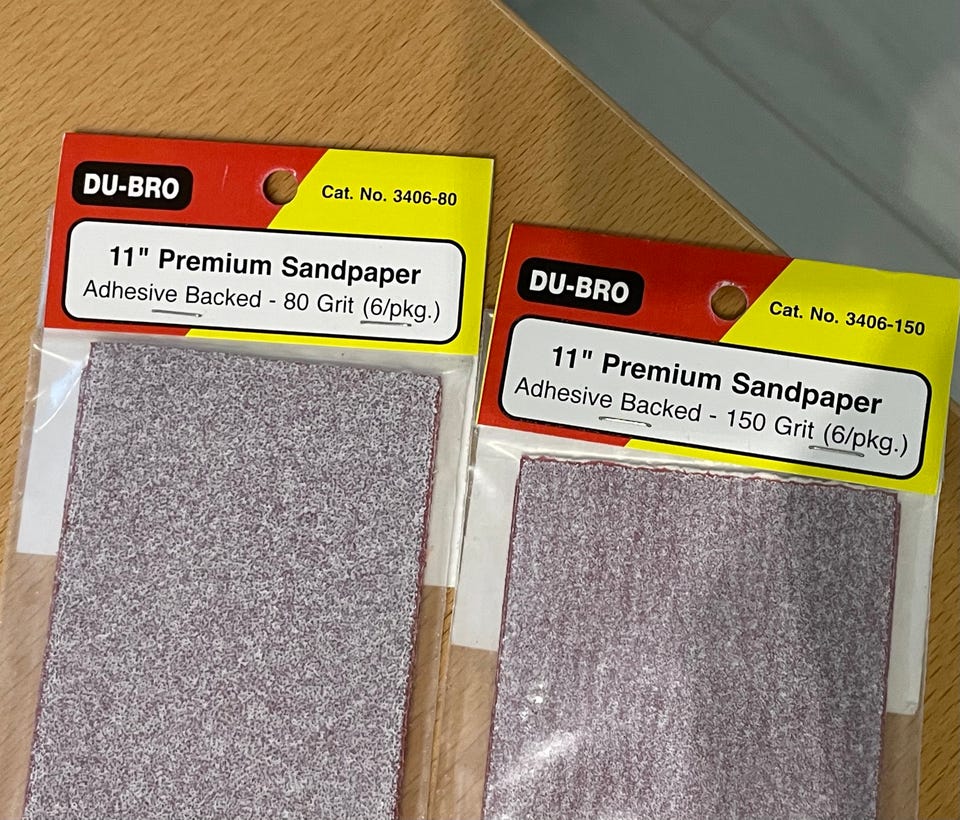 DU-BRO
Cat. No. 3406-80
11" Premium Sandpaper
Adhesive Backed - 80 Grit (6/pkg.)
DU-BRO
Cat. No. 3406-150
11" Premium Sandpaper
Adhesive Backed - 150 Grit (6/pkg.)